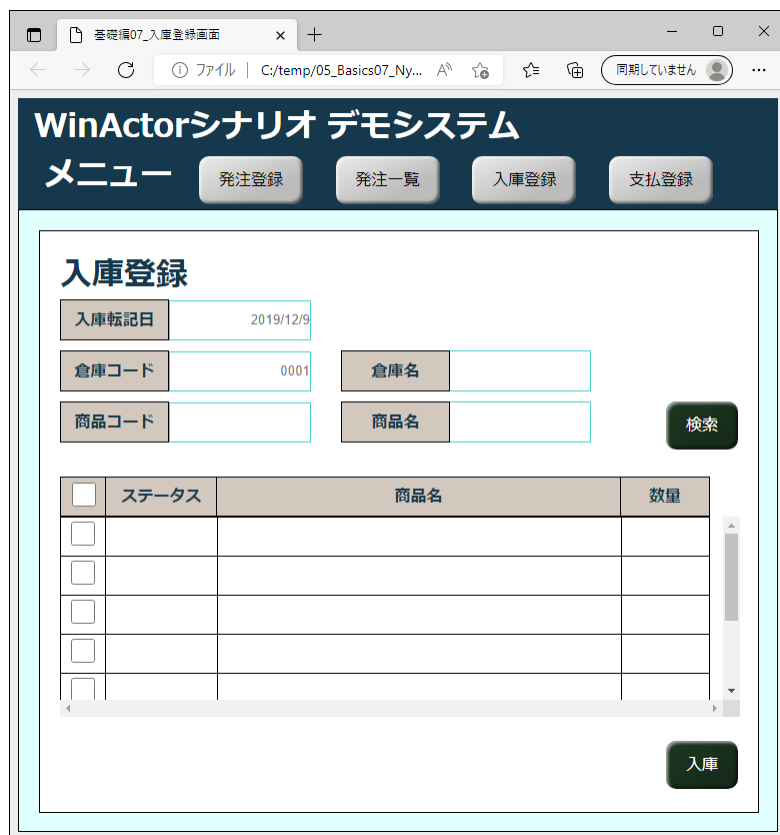 基礎編07_入庫登録画面
ファイル C:/temp/05_Basics07_Ny... 同期していません
WinActorシナリオ デモシステム
メニュー 発注登録 発注一覧 入庫登録 支払登録
入庫登録
入庫転記日 2019/12/9
倉庫コード 0001 倉庫名
商品コード 商品名 検索
ステータス 商品名 数量
入庫